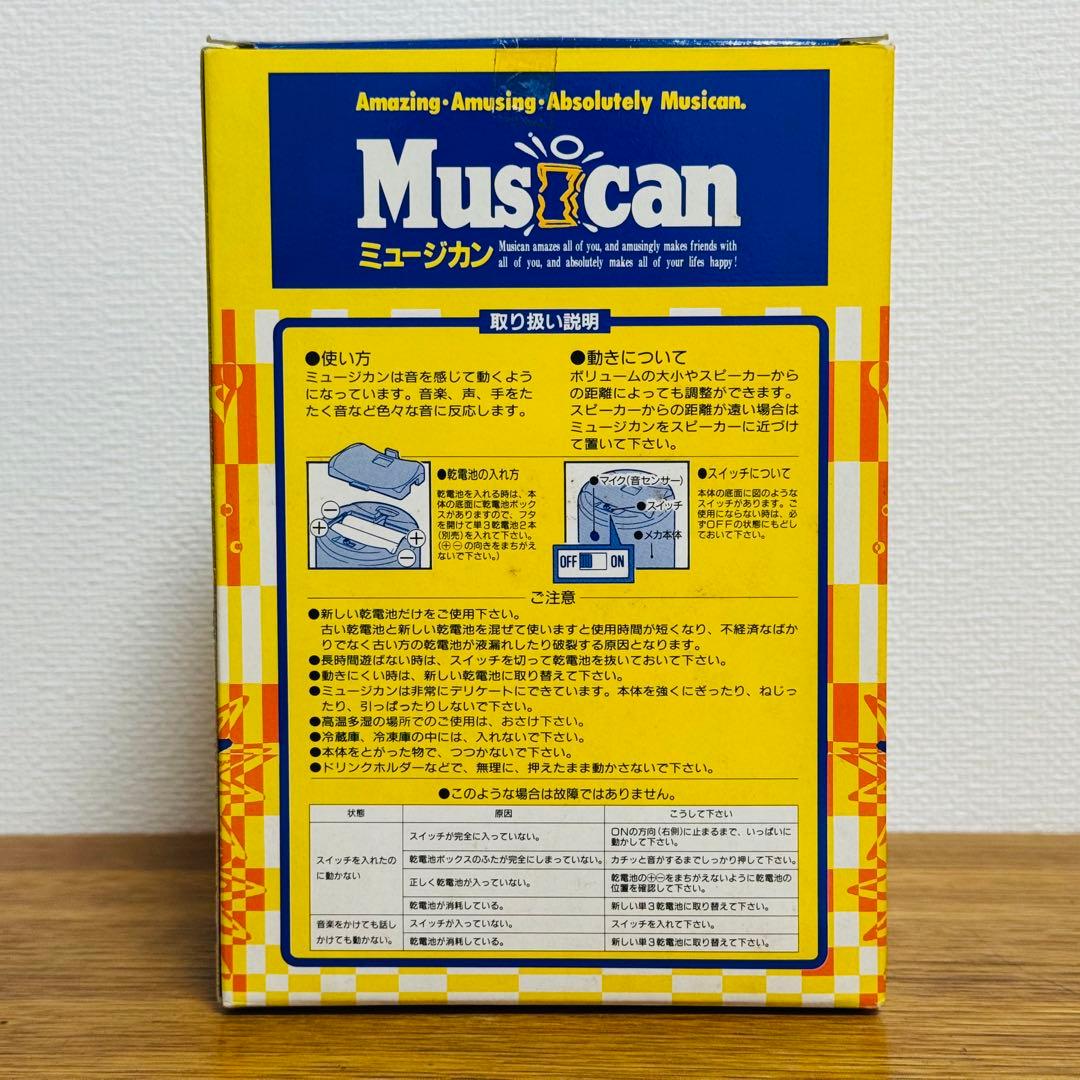 Amazing・Amusing・Absolutely Musican.
Musican
ミュージカン
Musican amazes all of you, and amusingly makes friends with
all of you, and absolutely makes all of your lifes happy!
取り扱い説明
●使い方
ミュージカンは音を感じて動くよう
になっています。音楽、声、手をた
たく音など色々な音に反応します。
●動きについて
ボリュームの大小やスピーカーから
の距離によっても調整ができます。
スピーカーからの距離が遠い場合は
ミュージカンをスピーカーに近づけ
て置いて下さい。
●乾電池の入れ方
乾電池を入れる時は、本
体の底面に乾電池ボック
スがありますので、フタ
を開けて単3乾電池2本
(別売)を入れて下さい。
(⊕⊖の向きをまちがえ
ないで下さい。)
⊖
⊕
⊕
⊖
●マイク(音センサー)
●スイッチ
●メカ本体
OFF ON
●スイッチについて
本体の底面に図のような
スイッチがあります。ご
使用にならない時は、必
ずOFFの状態にもどし
ておいて下さい。
ご注意
●新しい乾電池だけをご使用下さい。
古い乾電池と新しい乾電池を混ぜて使いますと使用時間が短くなり、不経済なばか
りでなく古い方の乾電池が液漏れしたり破裂する原因となります。
●長時間遊ばない時は、スイッチを切って乾電池を抜いておいて下さい。
●動きにくい時は、新しい乾電池に取り替えて下さい。
●ミュージカンは非常にデリケートにできています。本体を強くにぎったり、ねじっ
たり、引っぱったりしないで下さい。
●高温多湿の場所でのご使用は、おさけ下さい。
●冷蔵庫、冷凍庫の中には、入れないで下さい。
●本体をとがった物で、つつかないで下さい。
●ドリンクホルダーなどで、無理に、押えたまま動かさないで下さい。
●このような場合は故障ではありません。
状態 原因 こうして下さい
スイッチを入れたの
に動かない
スイッチが完全に入っていない。
ONの方向(右側)に止まるまで、いっぱいに
動かして下さい。
乾電池ボックスのふたが完全にしまっていない。 カチッと音がするまでしっかり押して下さい。
正しく乾電池が入っていない。
乾電池の⊕⊖をまちがえないように乾電池の
位置を確認して下さい。
乾電池が消耗している。 新しい単3乾電池に取り替えて下さい。
音楽をかけても話し
かけても動かない。
スイッチが入っていない。 スイッチを入れて下さい。
乾電池が消耗している。 新しい単3乾電池に取り替えて下さい。